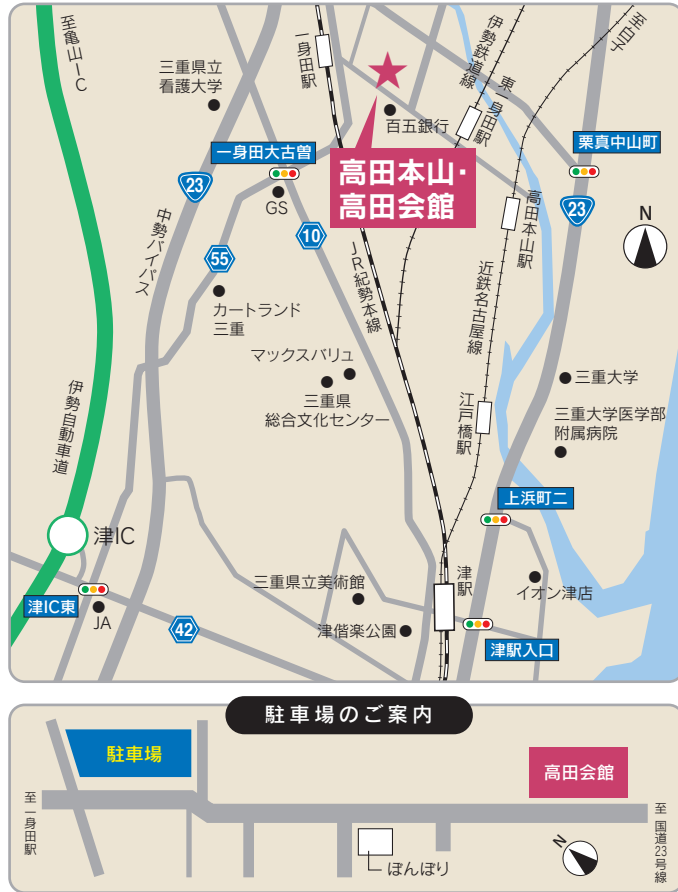 至亀山IC
三重県立
看護大学
一身田駅
伊勢鉄道線
東一身田駅
至白子
百五銀行
一身田大古曽
栗真中山町
23
高田本山・
高田会館
23
GS
10
高田本山駅
N
中勢バイパス
55
JR紀勢本線
近鉄名古屋線
カートランド
三重
マックスバリュ
三重県
総合文化センター
三重大学
江戸橋駅
三重大学医学部
附属病院
伊勢自動車道
上浜町二
津IC
三重県立美術館
津駅
イオン津店
津IC東
JA
42
津偕楽公園
津駅入口
駐車場のご案内
駐車場
高田会館
至 一身田駅
至 国道23号線
N
ぼんぼり